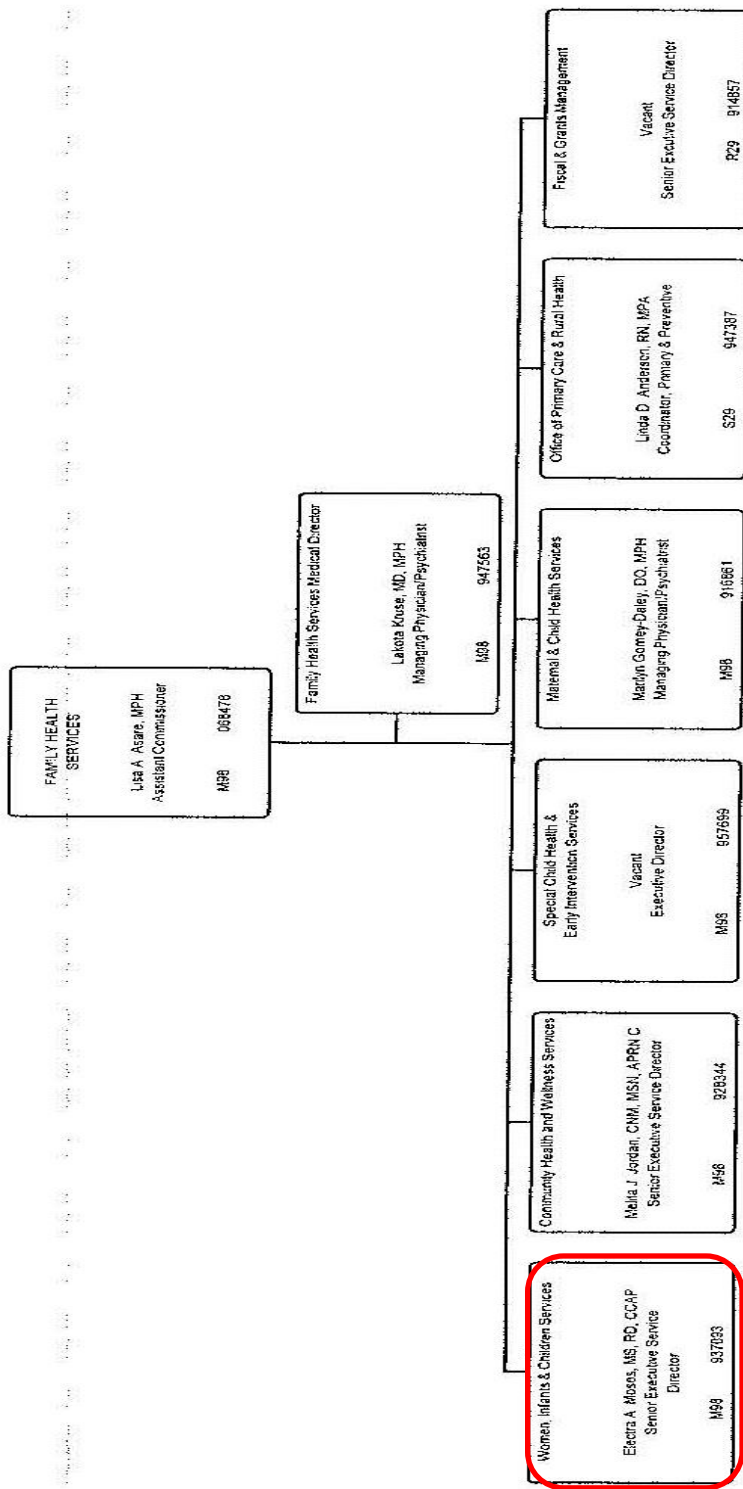 FAMILY HEALTH
SERVICES
Lisa A. Asare, MPH
Assistant Commissioner
M98 068478
Family Health Services Medical Director
Lakota Kruse, MD, MPH
Managing Physician/Psychiatrist
M98 947563
Women, Infants & Children Services
Electra A. Moses, MS, RD, CCAP
Senior Executive Service
Director
M98 937093
Community Health and Wellness Services
Melita J. Jordan, CNM, MSN, APRN C
Senior Executive Service Director
M98 928344
Special Child Health &
Early Intervention Services
Vacant
Executive Director
M98 957699
Maternal & Child Health Services
Marilyn Gorney-Daley, DO, MPH
Managing Physician/Psychiatrist
M98 916861
Office of Primary Care & Rural Health
Linda D. Anderson, RN, MPA
Coordinator, Primary & Preventive
S29 947387
Fiscal & Grants Management
Vacant
Senior Excutive Service Director
R29 914857